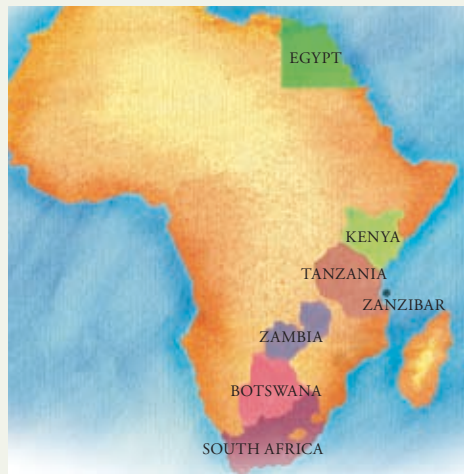 EGYPT
KENYA
TANZANIA
ZANZIBAR
ZAMBIA
BOTSWANA
SOUTH AFRICA